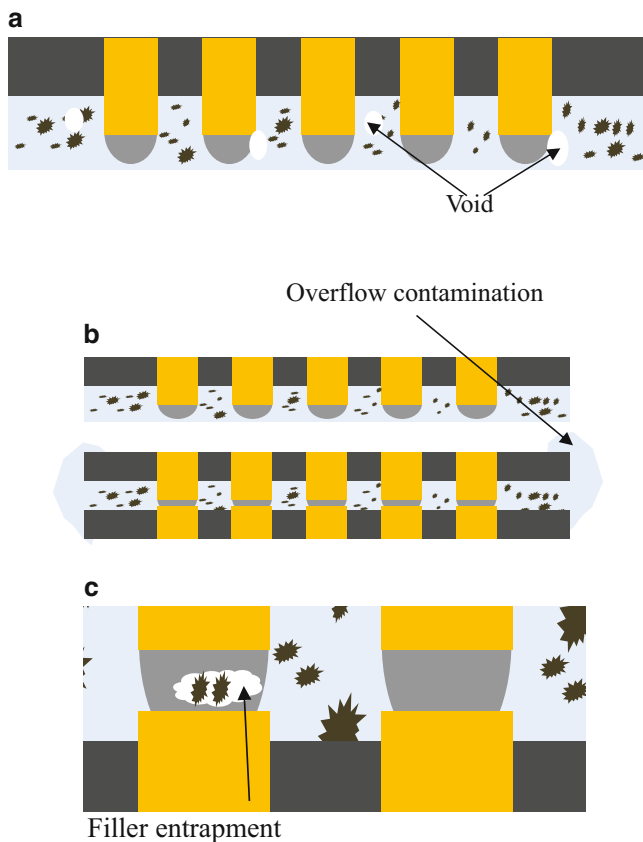 a
Void
Overflow contamination
b
c
Filler entrapment